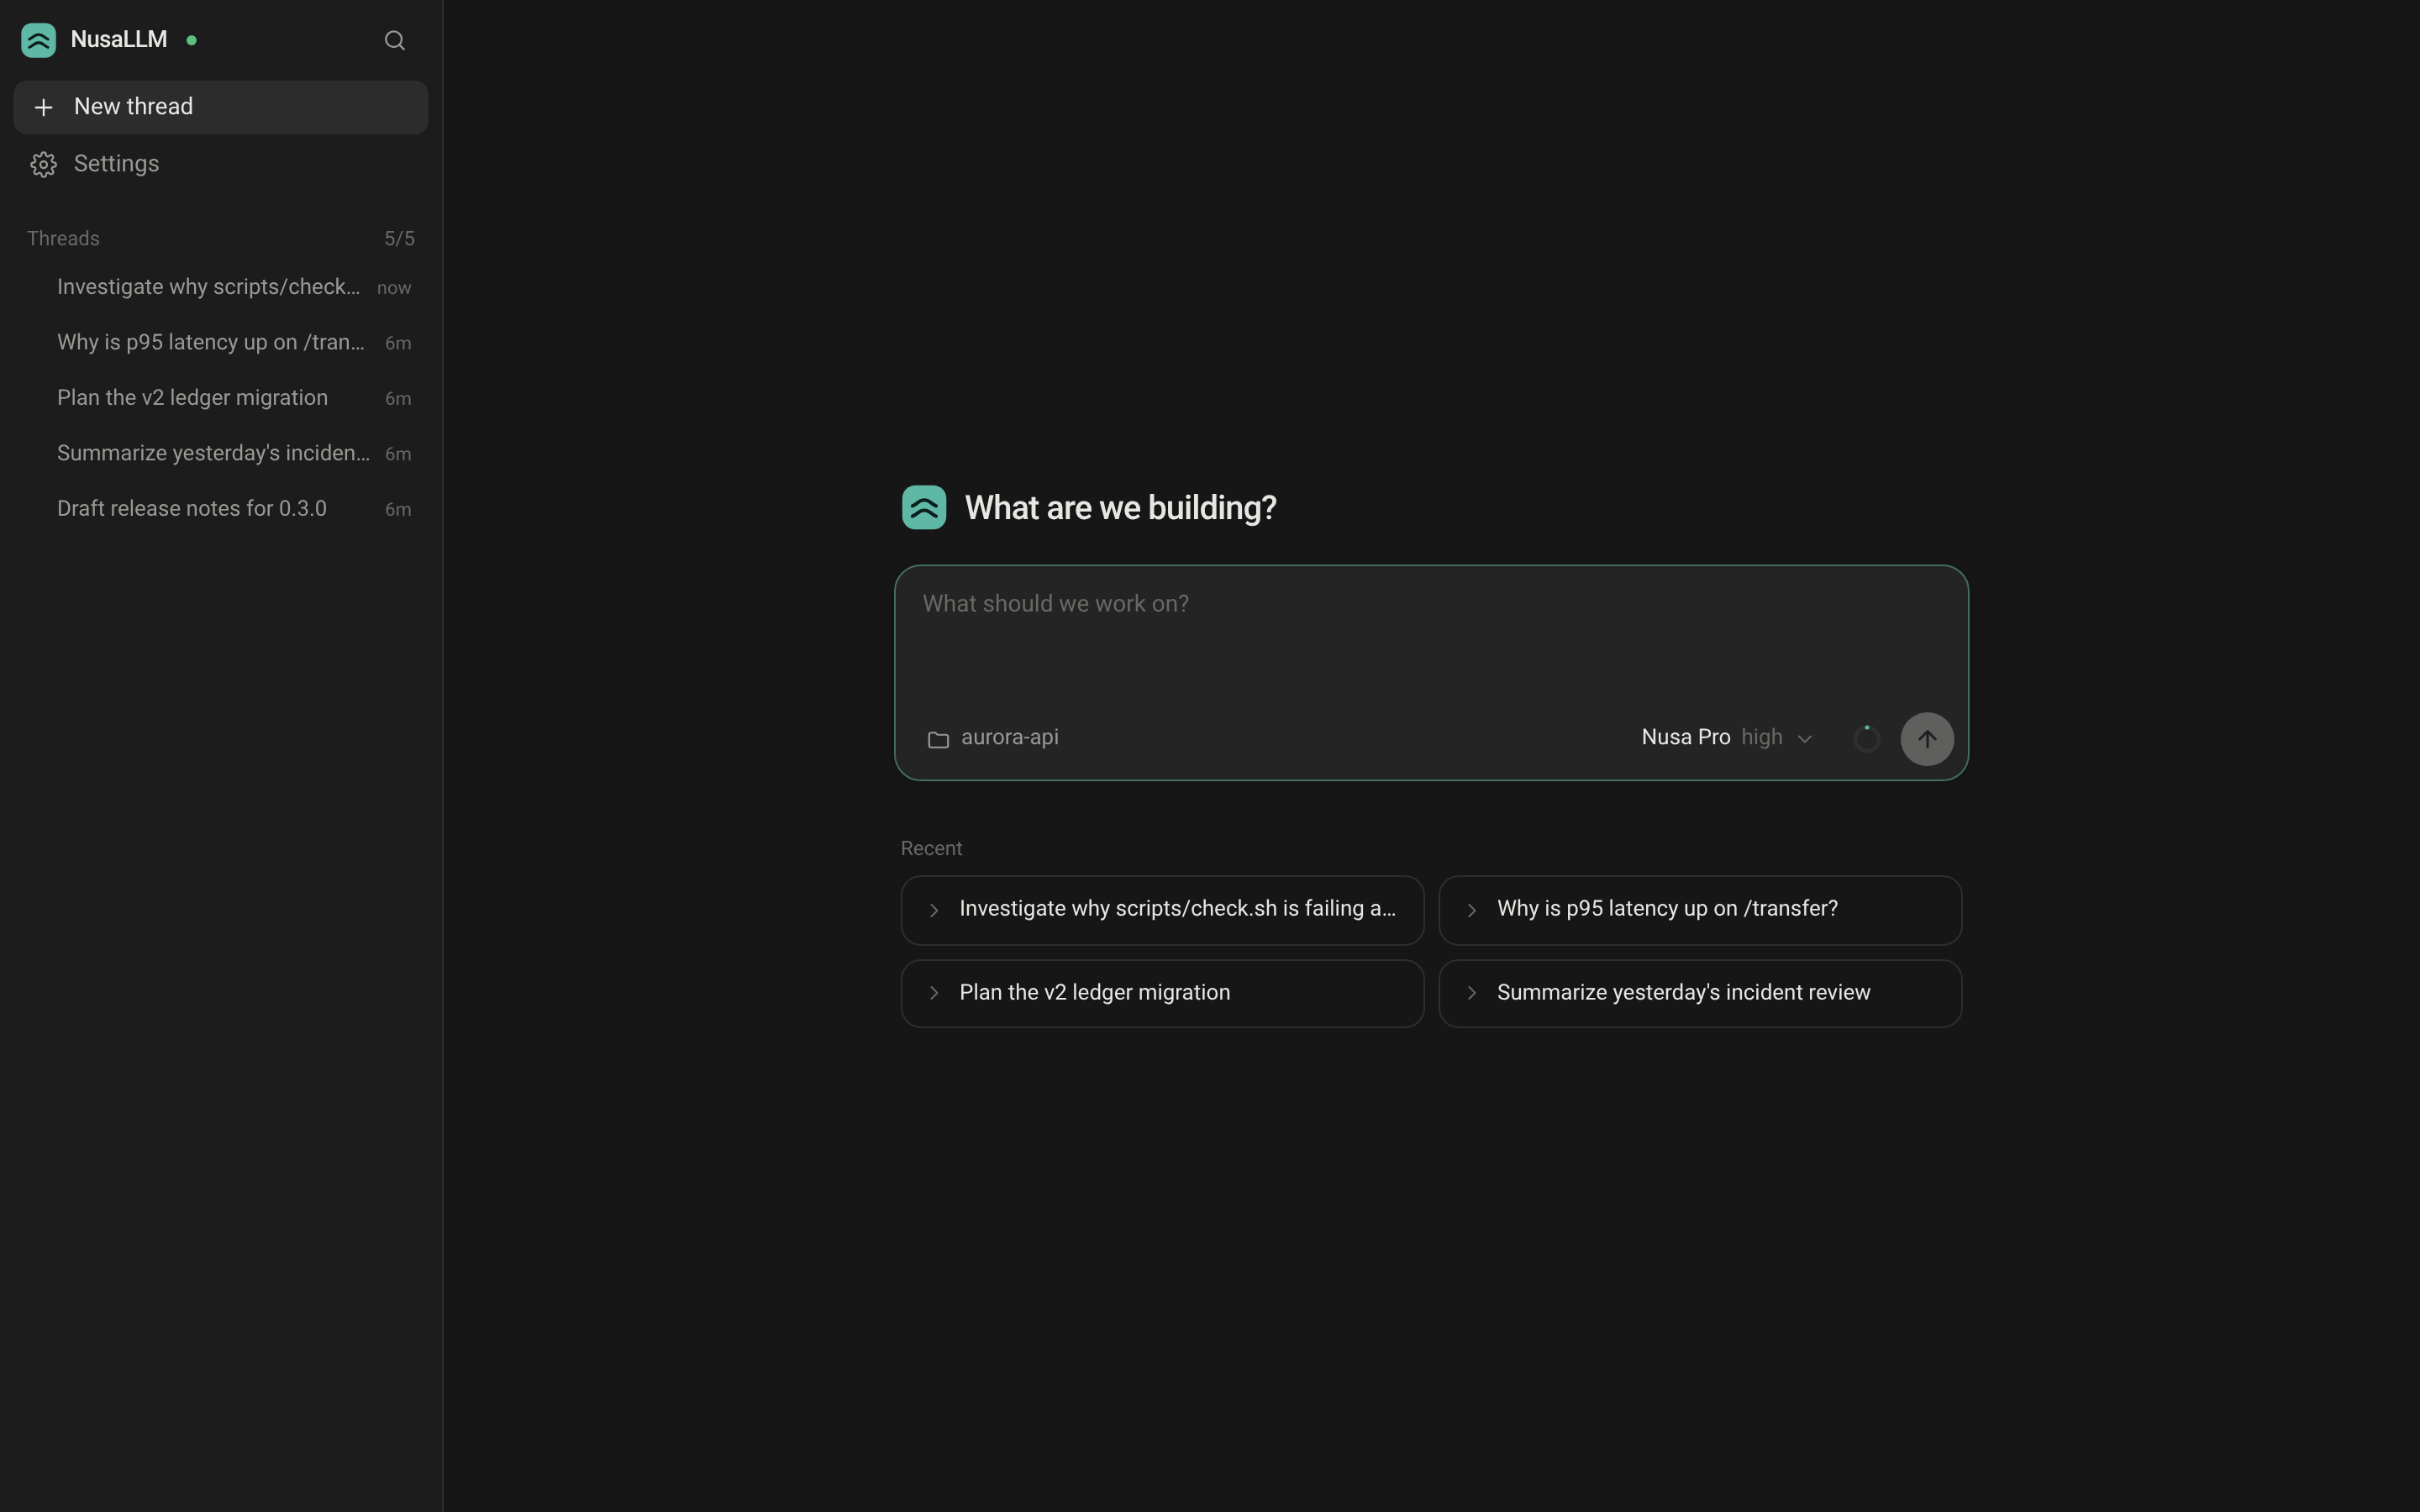 NusaLLM
New thread
Settings
Threads 5/5
Investigate why scripts/check... now
Why is p95 latency up on /tran... 6m
Plan the v2 ledger migration 6m
Summarize yesterday's inciden... 6m
Draft release notes for 0.3.0 6m
What are we building?
What should we work on?
aurora-api Nusa Pro high
Recent
Investigate why scripts/check.sh is failing a...
Why is p95 latency up on /transfer?
Plan the v2 ledger migration
Summarize yesterday's incident review